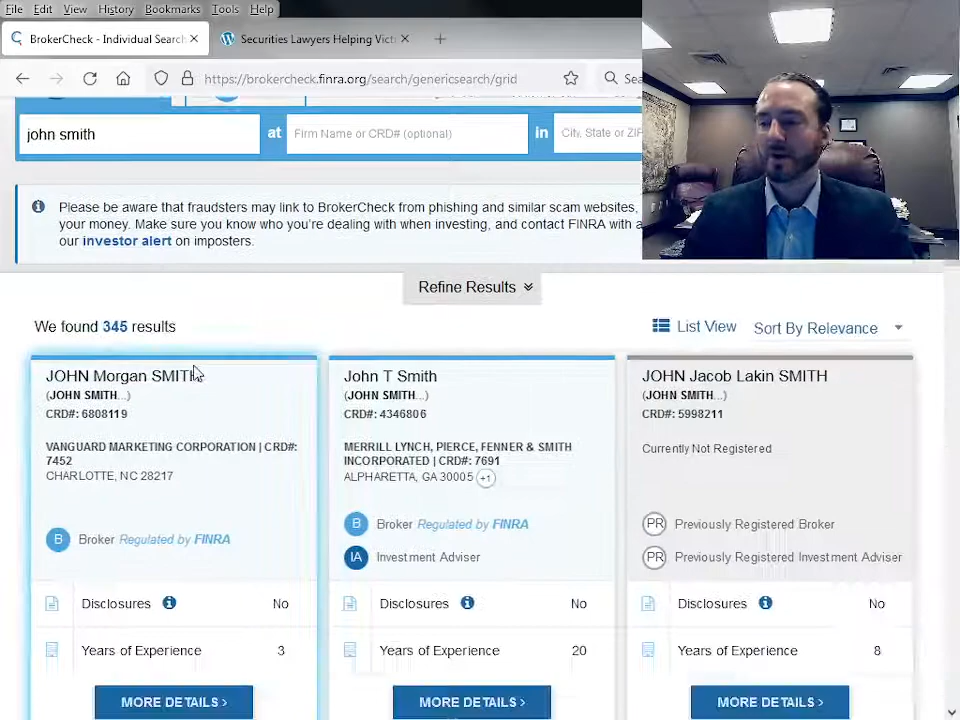 File Edit View History Bookmarks Tools Help
BrokerCheck - Individual Search
Securities Lawyers Helping Vict
https://brokercheck.finra.org/search/genericsearch/grid
Sea
john smith
at
Firm Name or CRD# (optional)
in
City, State or ZIP
Please be aware that fraudsters may link to BrokerCheck from phishing and similar scam websites,
your money. Make sure you know who you're dealing with when investing, and contact FINRA with a
our investor alert on imposters.
Refine Results
We found 345 results
List View
Sort By Relevance
JOHN Morgan SMITH
(JOHN SMITH...)
CRD#: 6808119
VANGUARD MARKETING CORPORATION | CRD#:
7452
CHARLOTTE, NC 28217
B Broker Regulated by FINRA
Disclosures No
Years of Experience 3
MORE DETAILS >
John T Smith
(JOHN SMITH...)
CRD#: 4346806
MERRILL LYNCH, PIERCE, FENNER & SMITH
INCORPORATED | CRD#: 7691
ALPHARETTA, GA 30005 +1
B Broker Regulated by FINRA
IA Investment Adviser
Disclosures No
Years of Experience 20
MORE DETAILS >
JOHN Jacob Lakin SMITH
(JOHN SMITH...)
CRD#: 5998211
Currently Not Registered
PR Previously Registered Broker
PR Previously Registered Investment Adviser
Disclosures No
Years of Experience 8
MORE DETAILS >